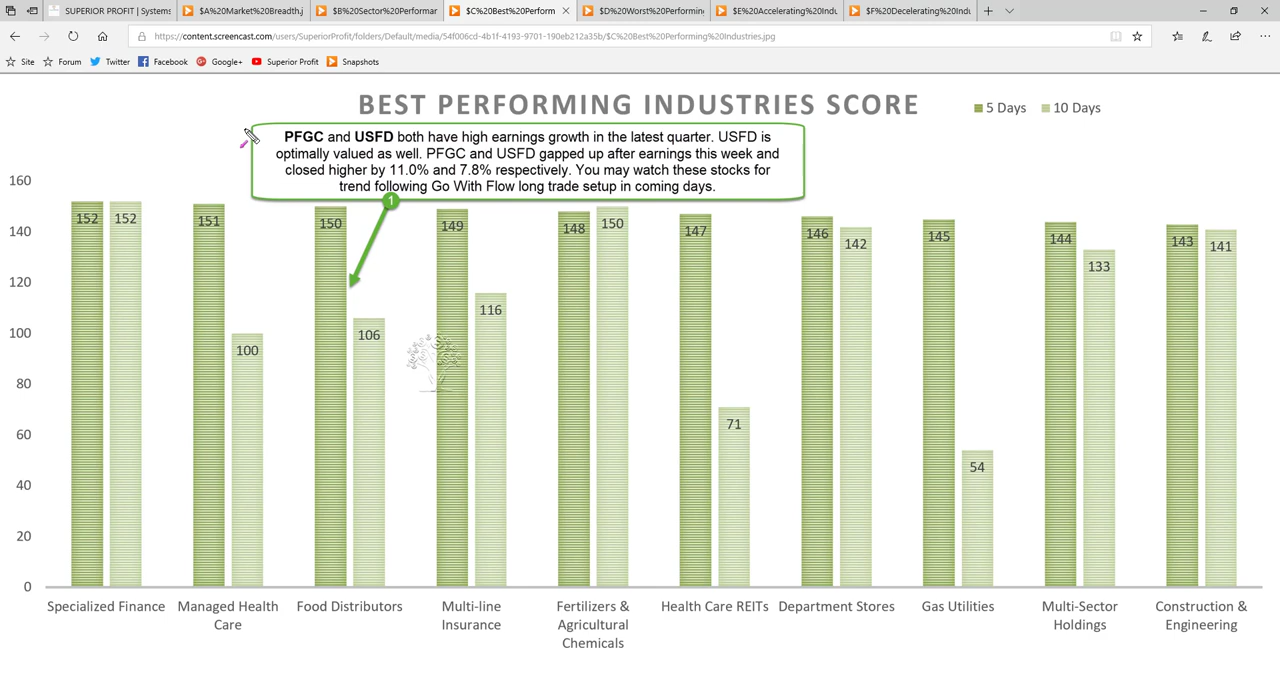 SUPERIOR PROFIT | Systems
$A%20Market%20Breadth.j
$B%20Sector%20Performar
$C%20Best%20Perform
$D%20Worst%20Performing
$E%20Accelerating%20Indu
$F%20Decelerating%20Indu
https://content.screencast.com/users/SuperiorProfit/folders/Default/media/54f006cd-4b1f-4193-9701-190eb212a35b/$C%20Best%20Performing%20Industries.jpg
Site Forum Twitter Facebook Google+ Superior Profit Snapshots
BEST PERFORMING INDUSTRIES SCORE
5 Days 10 Days
PFGC and USFD both have high earnings growth in the latest quarter. USFD is
optimally valued as well. PFGC and USFD gapped up after earnings this week and
closed higher by 11.0% and 7.8% respectively. You may watch these stocks for
trend following Go With Flow long trade setup in coming days.
1
160
140
120
100
80
60
40
20
0
152 152
151 100
150 106
149 116
148 150
147 71
146 142
145 54
144 133
143 141
Specialized Finance
Managed Health
Care
Food Distributors
Multi-line
Insurance
Fertilizers &
Agricultural
Chemicals
Health Care REITs
Department Stores
Gas Utilities
Multi-Sector
Holdings
Construction &
Engineering